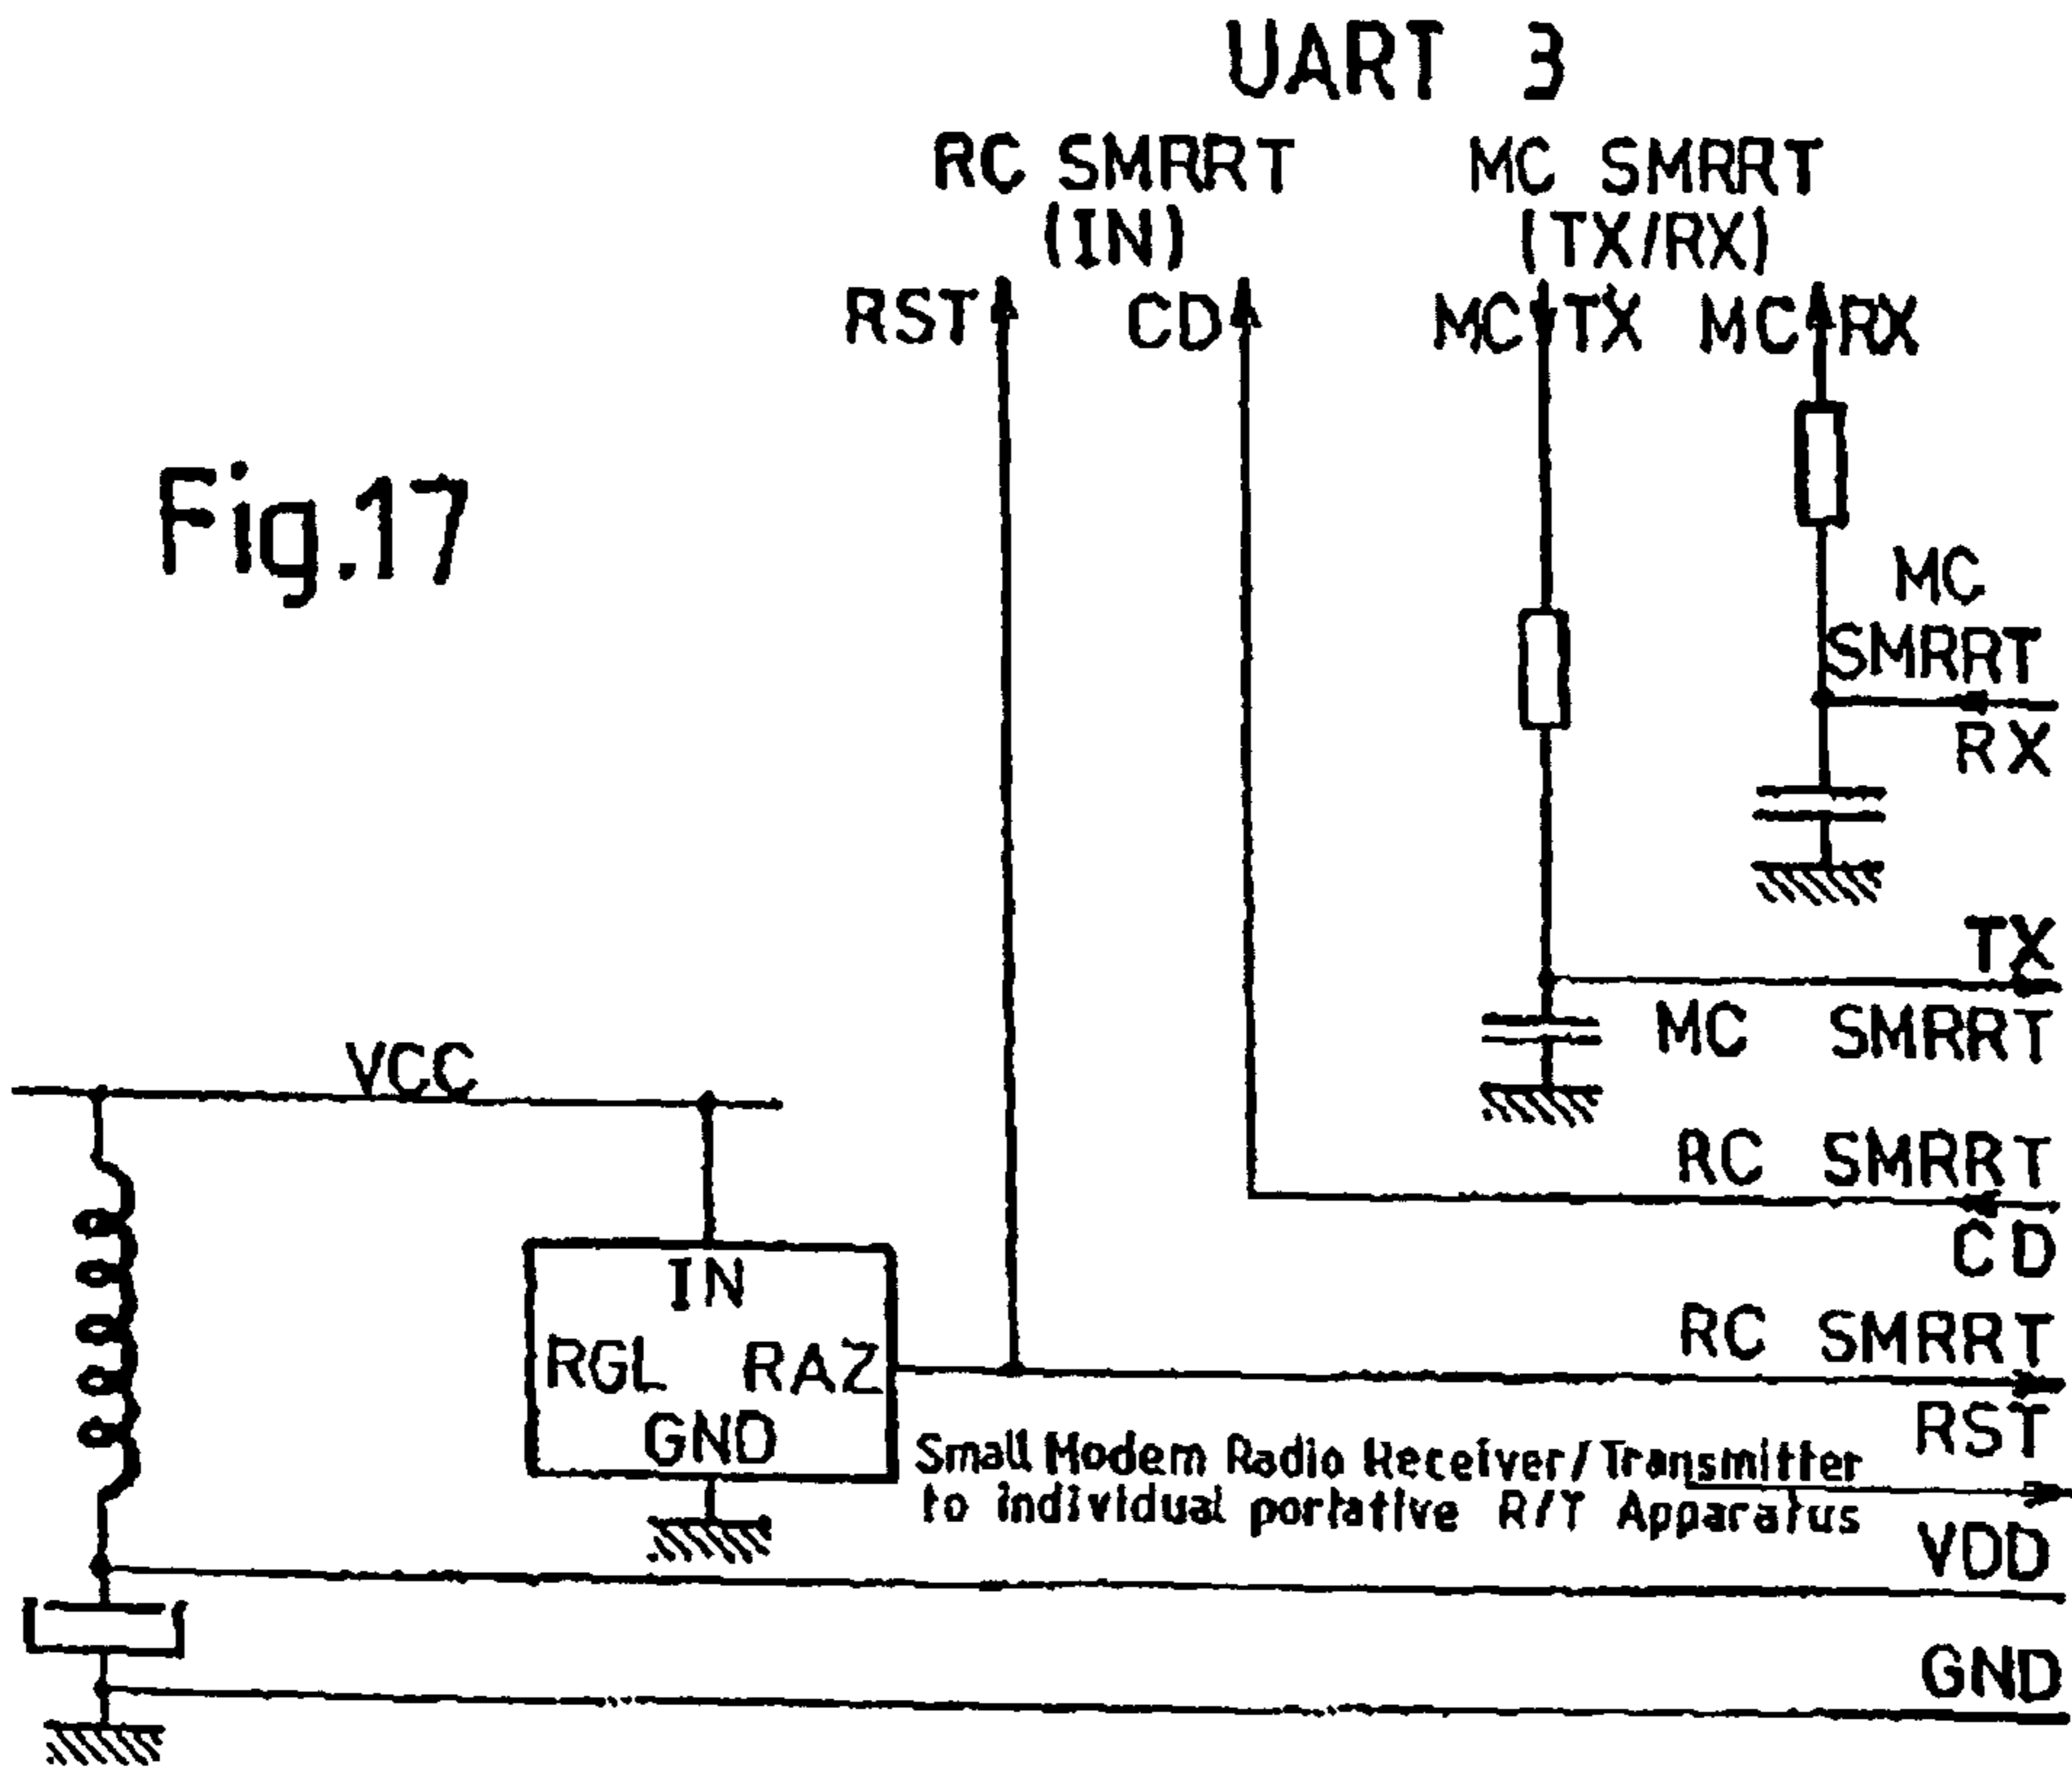 UART 3
RC SMRRT
MC SMRRT
(IN)
(TX/RX)
RST
CD
MC TX
MC RX
Fig.17
MC
SMRRT
RX
TX
MC SMRRT
VCC
RC SMRRT
CD
IN
RGL
RAZ
GND
RC SMRRT
RST
Small Modem Radio Receiver/Transmitter
to individual portative R/T Apparatus
VDD
GND